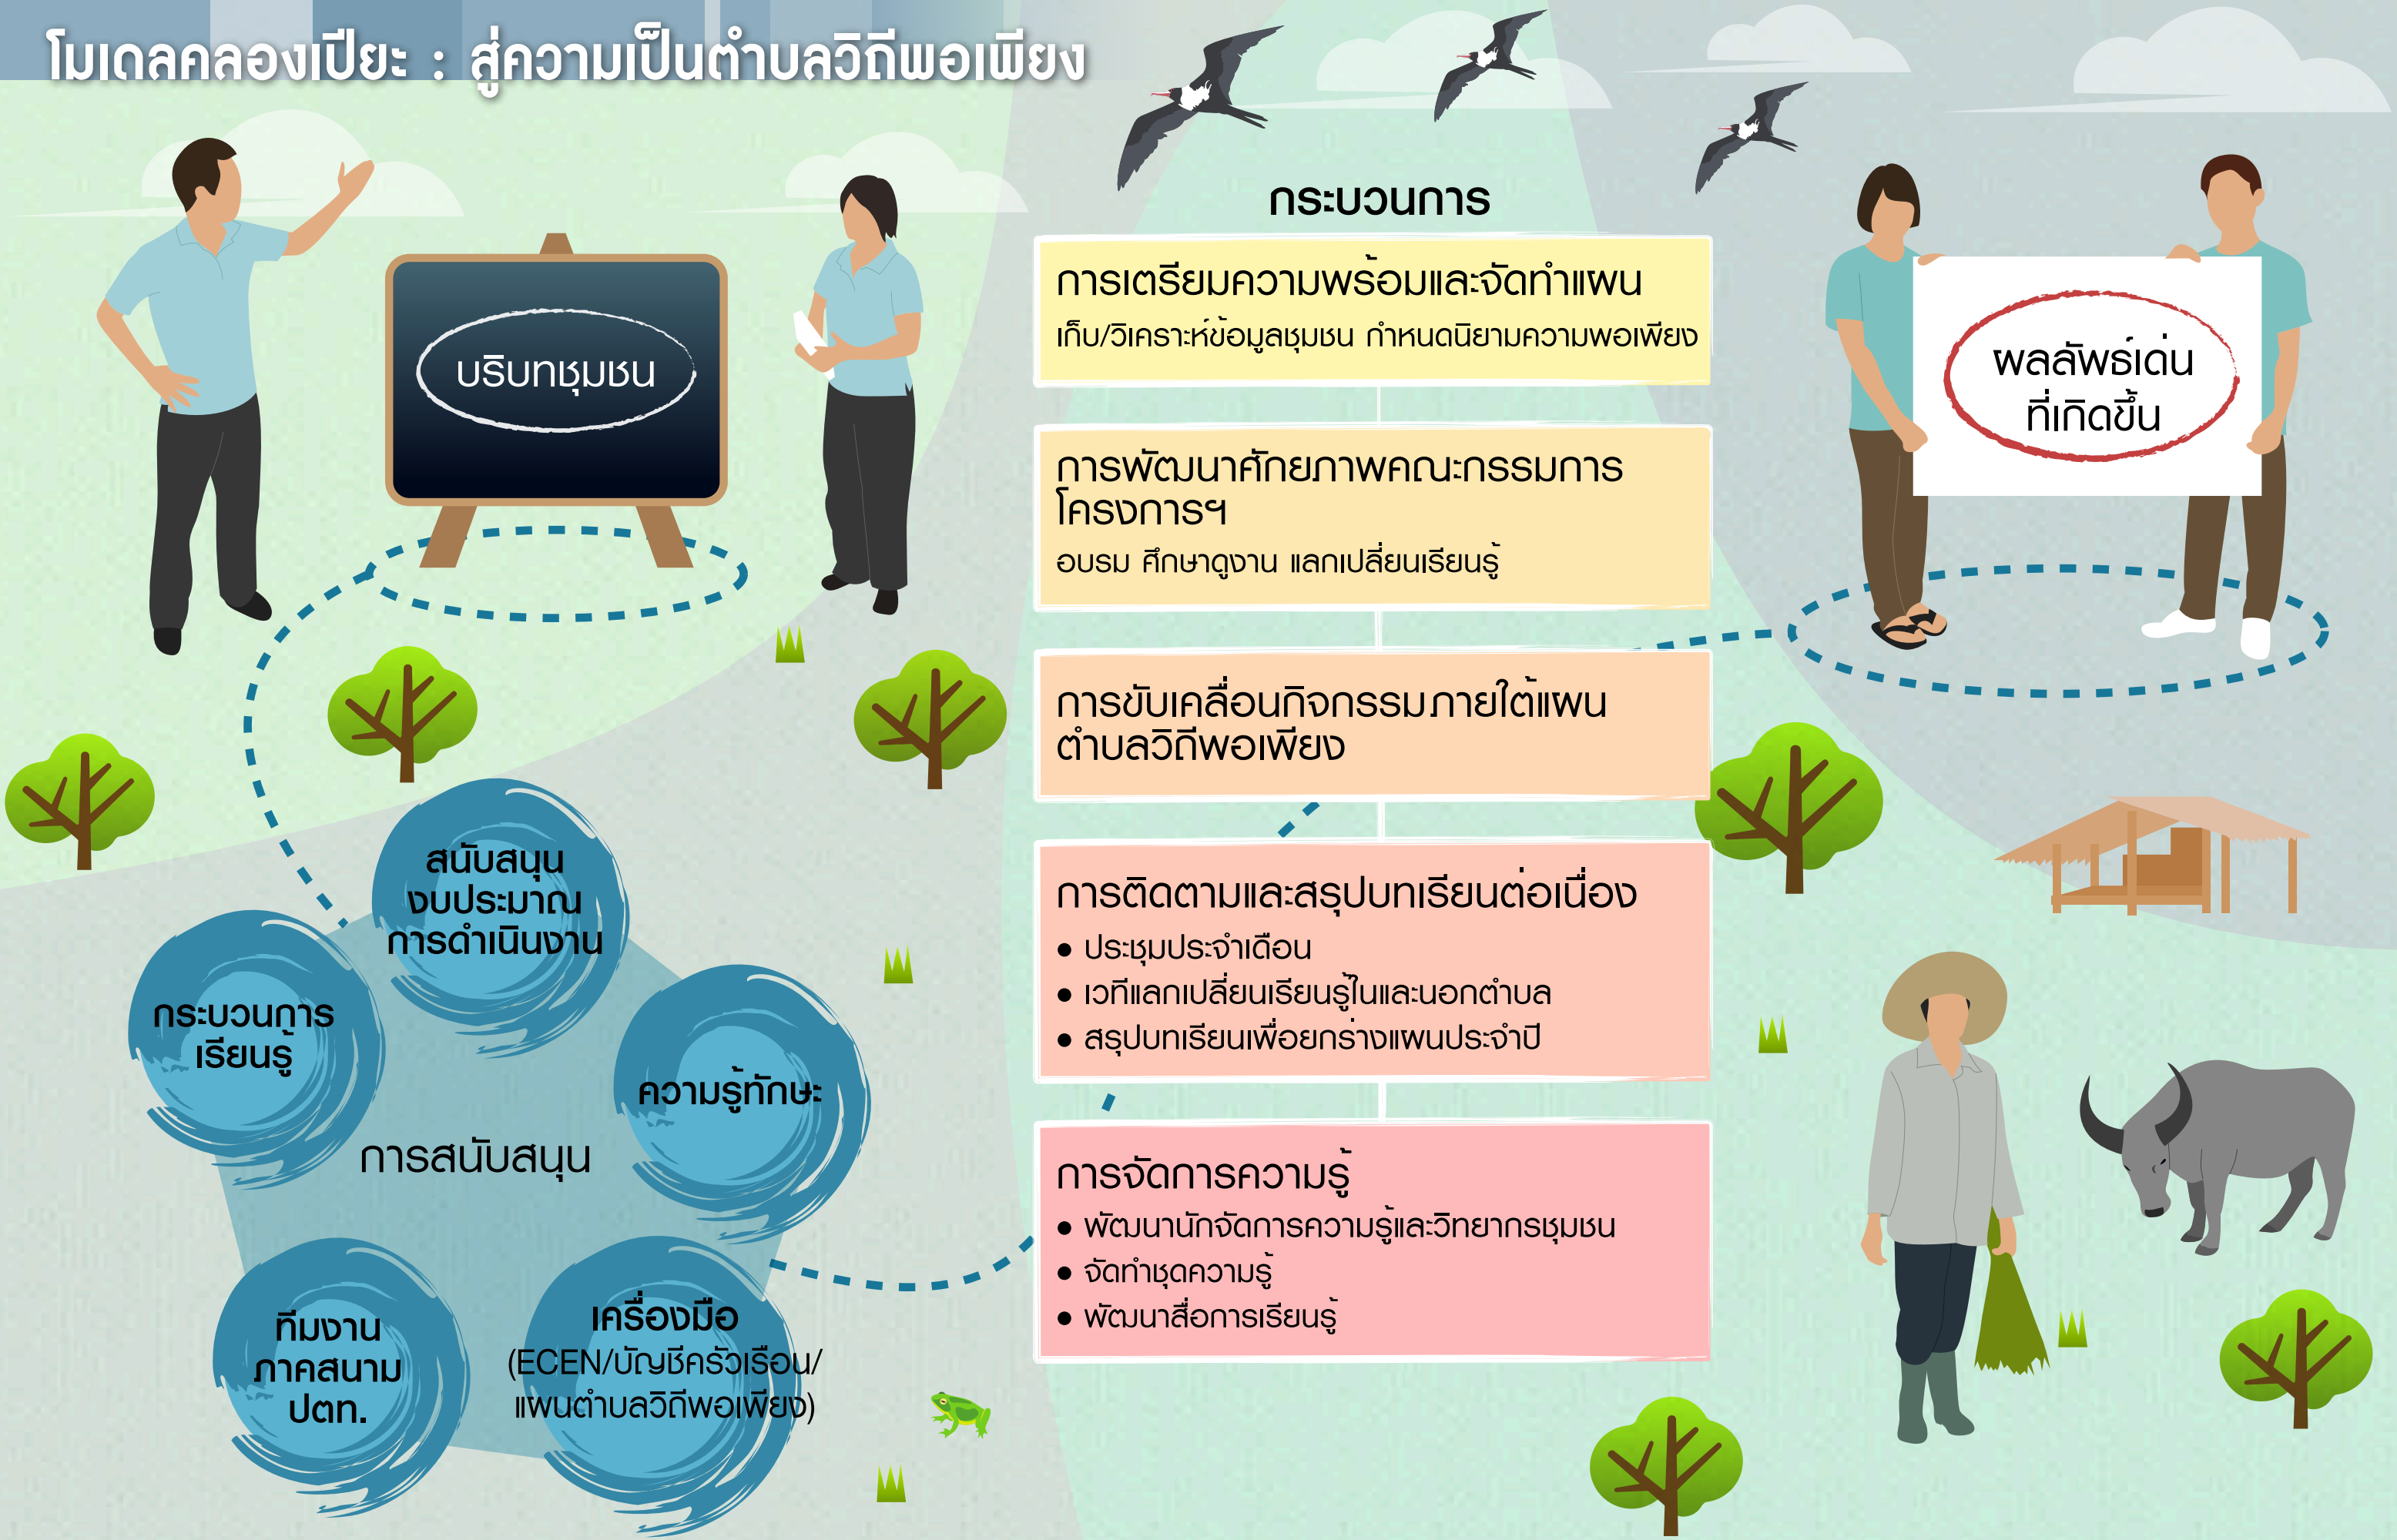 โมเดลคลองเปียะ : สู่ความเป็นตำบลวิถีพอเพียง
บริบทชุมชน
สนับสนุน
งบประมาณ
การดำเนินงาน
กระบวนการ
เรียนรู้
ความรู้ทักษะ
การสนับสนุน
ทีมงาน
ภาคสนาม
ปตท.
เครื่องมือ
(ECEN/บัญชีครัวเรือน/
แผนตำบลวิถีพอเพียง)
กระบวนการ
การเตรียมความพร้อมและจัดทำแผน
เก็บ/วิเคราะห์ข้อมูลชุมชน กำหนดนิยามความพอเพียง
การพัฒนาศักยภาพคณะกรรมการ
โครงการฯ
อบรม ศึกษาดูงาน แลกเปลี่ยนเรียนรู้
การขับเคลื่อนกิจกรรมภายใต้แผน
ตำบลวิถีพอเพียง
การติดตามและสรุปบทเรียนต่อเนื่อง
● ประชุมประจำเดือน
● เวทีแลกเปลี่ยนเรียนรู้ในและนอกตำบล
● สรุปบทเรียนเพื่อยกร่างแผนประจำปี
การจัดการความรู้
● พัฒนานักจัดการความรู้และวิทยากรชุมชน
● จัดทำชุดความรู้
● พัฒนาสื่อการเรียนรู้
ผลลัพธ์เด่น
ที่เกิดขึ้น